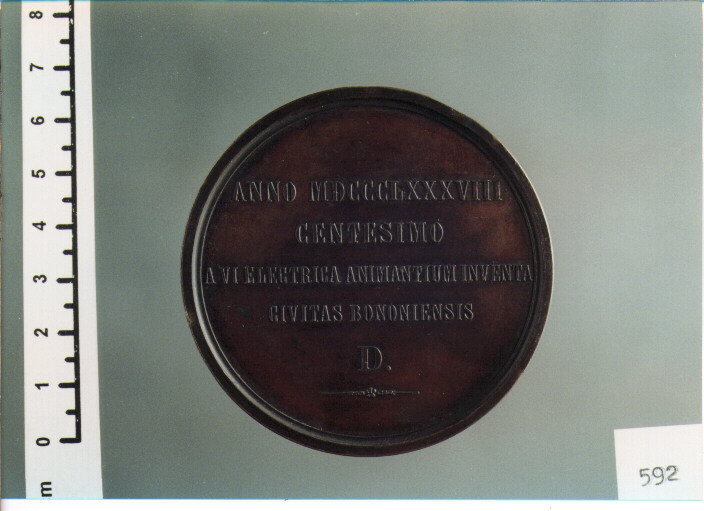 ANNO MDCCCLXXXVIII
CENTESIMO
A VI ELECTRICA ANIMANTIUM INVENTA
CIVITAS BONONIENSIS
D.
8
7
6
5
4
3
2
1
0
m
592